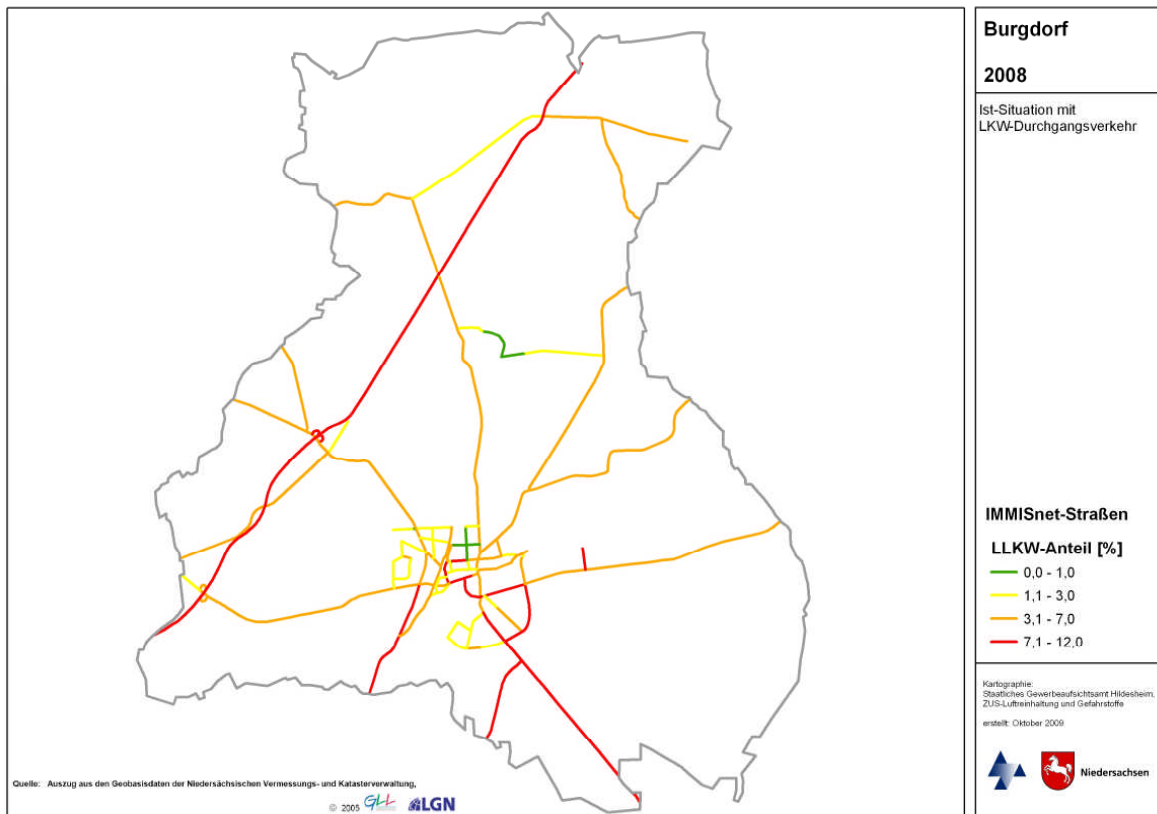 Burgdorf
2008
Ist-Situation mit
LKW-Durchgangsverkehr
IMMISnet-Straßen
LLKW-Anteil [%]
0,0 - 1,0
1,1 - 3,0
3,1 - 7,0
7,1 - 12,0
Kartographie:
Staatliches Gewerbeaufsichtsamt Hildesheim,
ZUS-Luftreinhaltung und Gefahrstoffe
erstellt: Oktober 2009
Niedersachsen
Quelle: Auszug aus den Geobasisdaten der Niedersächsischen Vermessungs- und Katasterverwaltung,
© 2005 GLL LGN